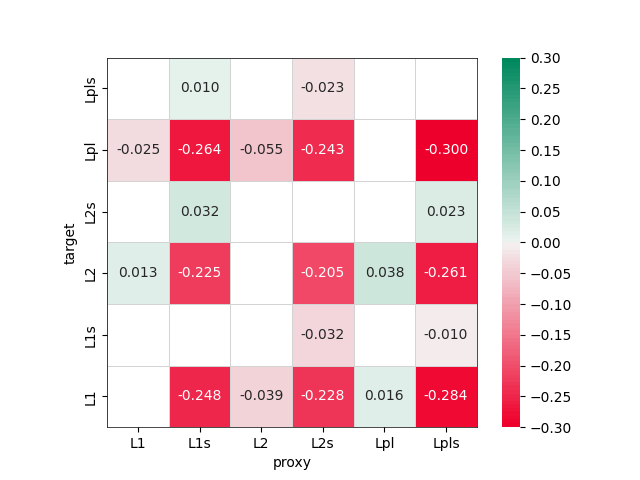 Lpls 0.010 -0.023
Lpl -0.025 -0.264 -0.055 -0.243 -0.300
L2s 0.032 0.023
L2 0.013 -0.225 -0.205 0.038 -0.261
L1s -0.032 -0.010
L1 -0.248 -0.039 -0.228 0.016 -0.284
L1 L1s L2 L2s Lpl Lpls
proxy
target
0.30
0.25
0.20
0.15
0.10
0.05
0.00
−0.05
−0.10
−0.15
−0.20
−0.25
−0.30